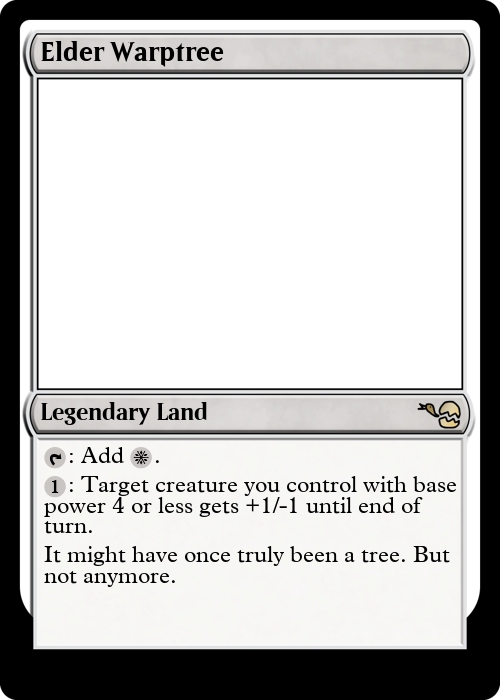 Elder Warptree
Legendary Land
: Add .
1: Target creature you control with base
power 4 or less gets +1/-1 until end of
turn.
It might have once truly been a tree. But
not anymore.